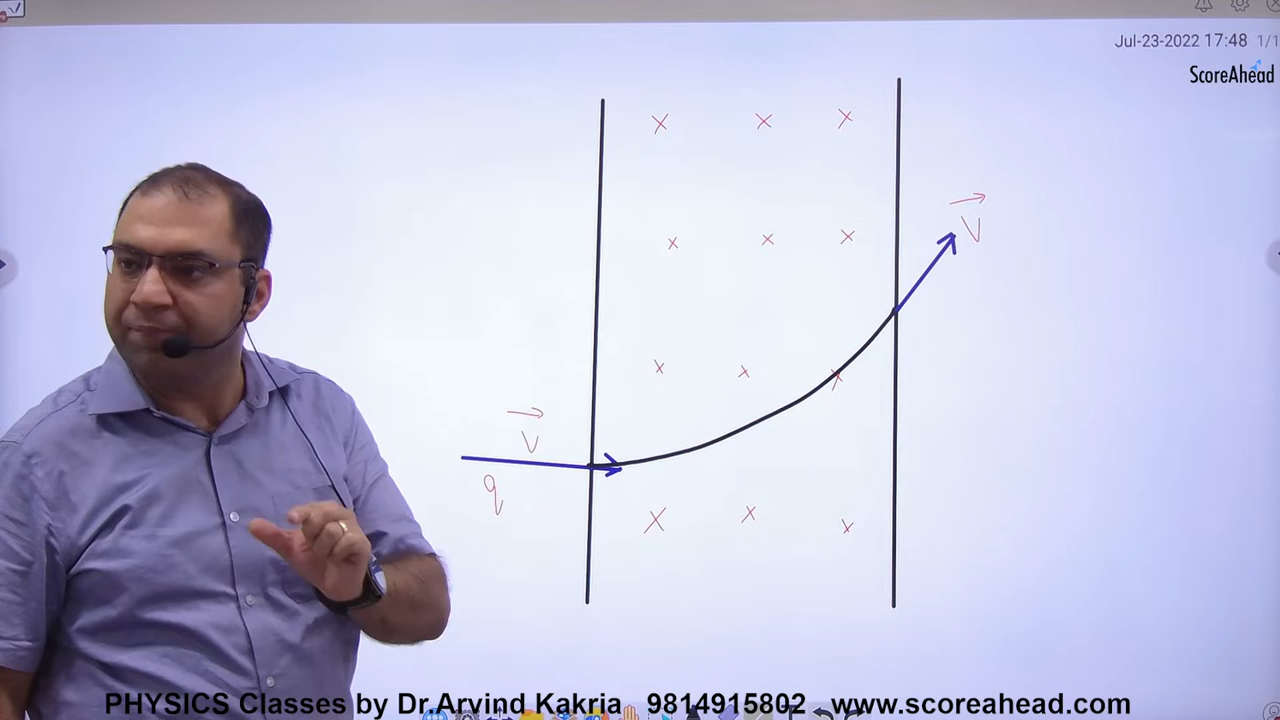 Jul-23-2022 17:48 1/1
ScoreAhead
x x x
V
x x x
x x x
V
q
x x x
PHYSICS Classes by Dr.Arvind Kakria 9814915802 www.scoreahead.com